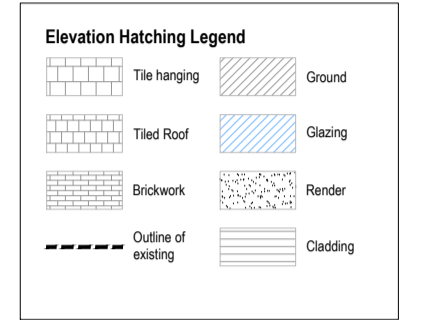 Elevation Hatching Legend
Tile hanging
Ground
Tiled Roof
Glazing
Brickwork
Render
Outline of
existing
Cladding